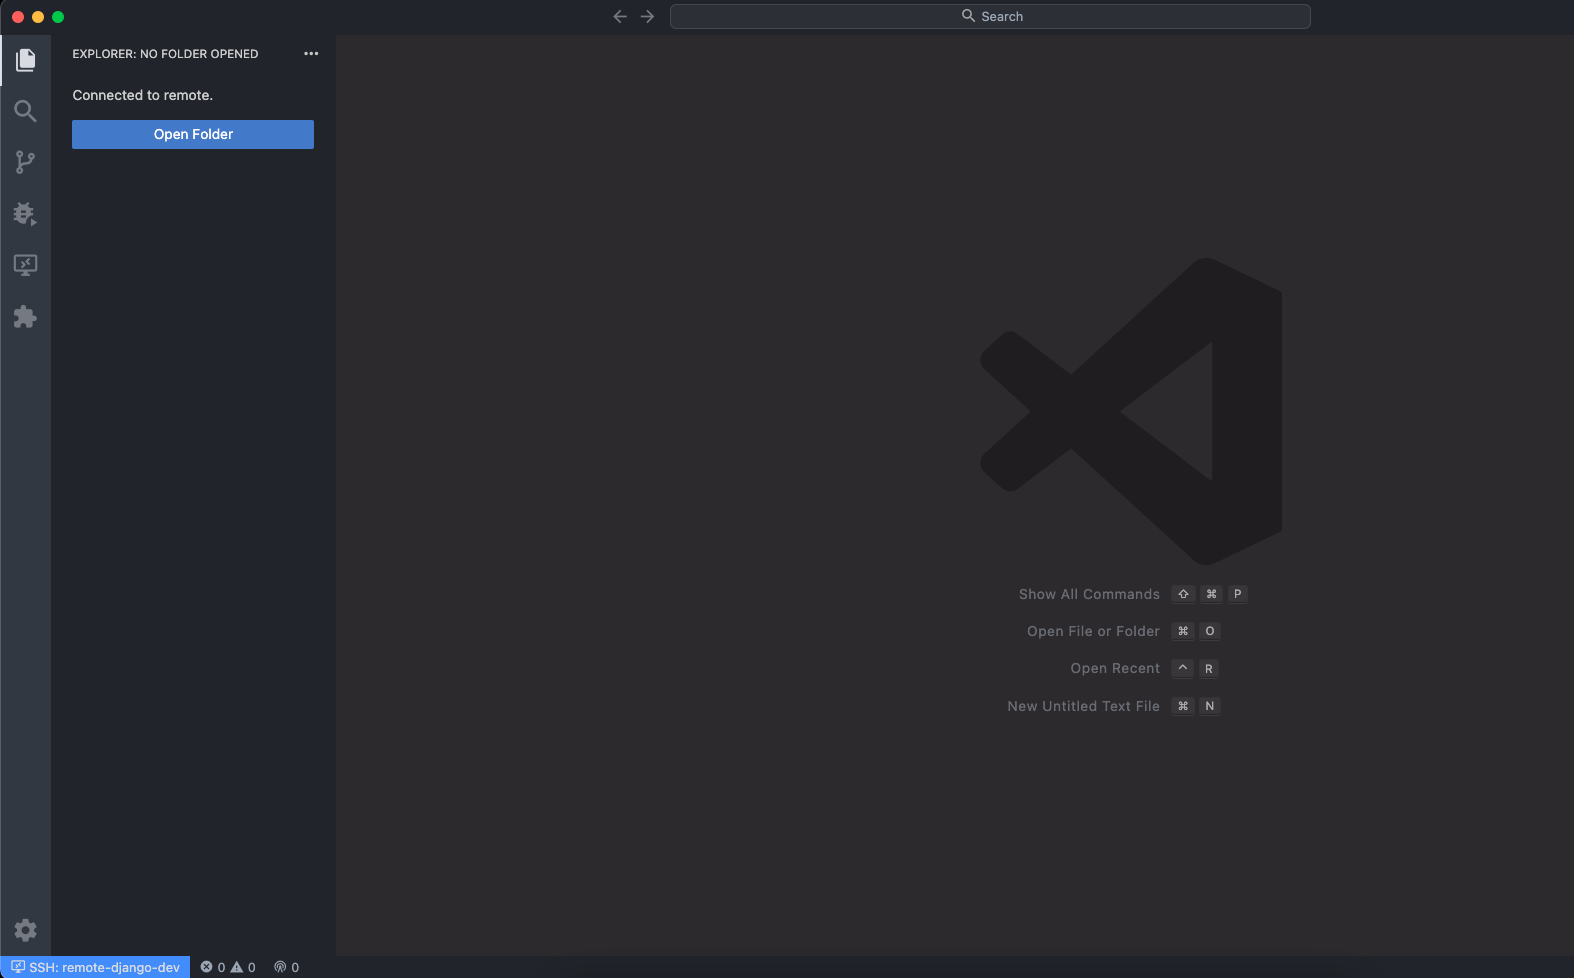 Search
EXPLORER: NO FOLDER OPENED
Connected to remote.
Open Folder
Show All Commands ⇧ ⌘ P
Open File or Folder ⌘ O
Open Recent ^ R
New Untitled Text File ⌘ N
SSH: remote-django-dev 0 0 0